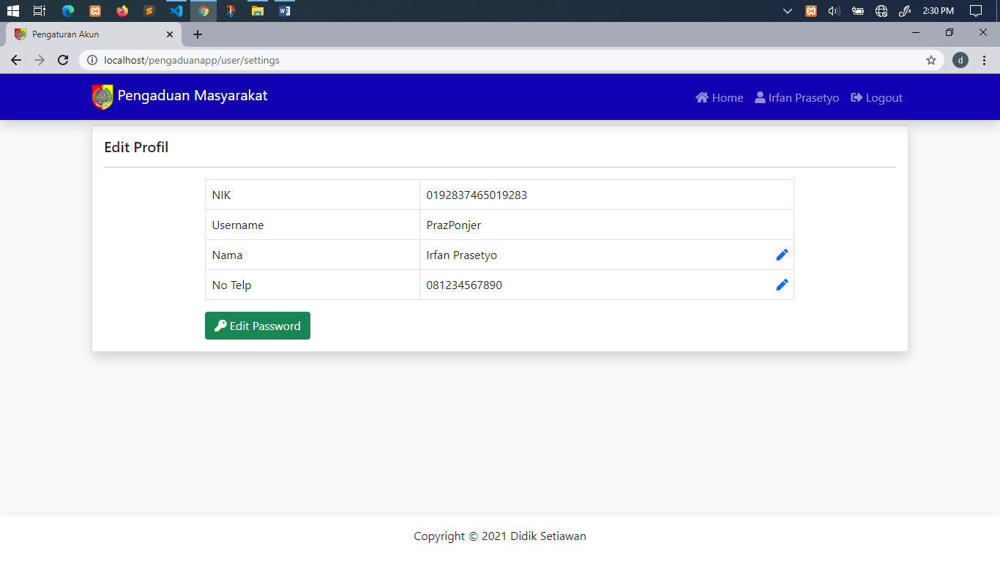 2:30 PM
Pengaturan Akun
localhost/pengaduanapp/user/settings
d
Pengaduan Masyarakat
Home Irfan Prasetyo Logout
Edit Profil
NIK 0192837465019283
Username PrazPonjer
Nama Irfan Prasetyo
No Telp 081234567890
Edit Password
Copyright © 2021 Didik Setiawan